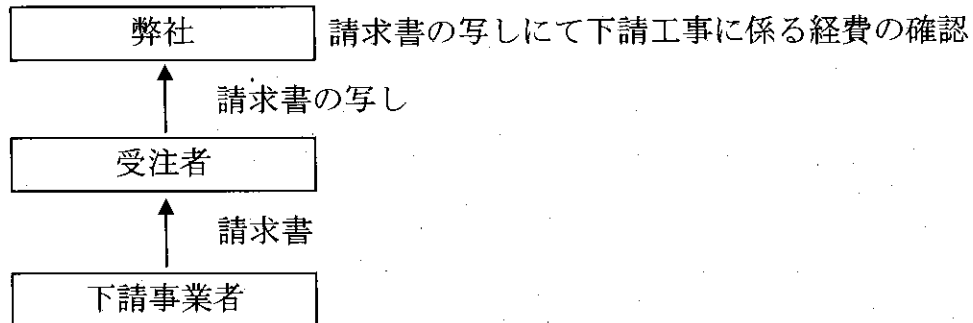 弊社
請求書の写しにて下請工事に係る経費の確認
請求書の写し
受注者
請求書
下請事業者